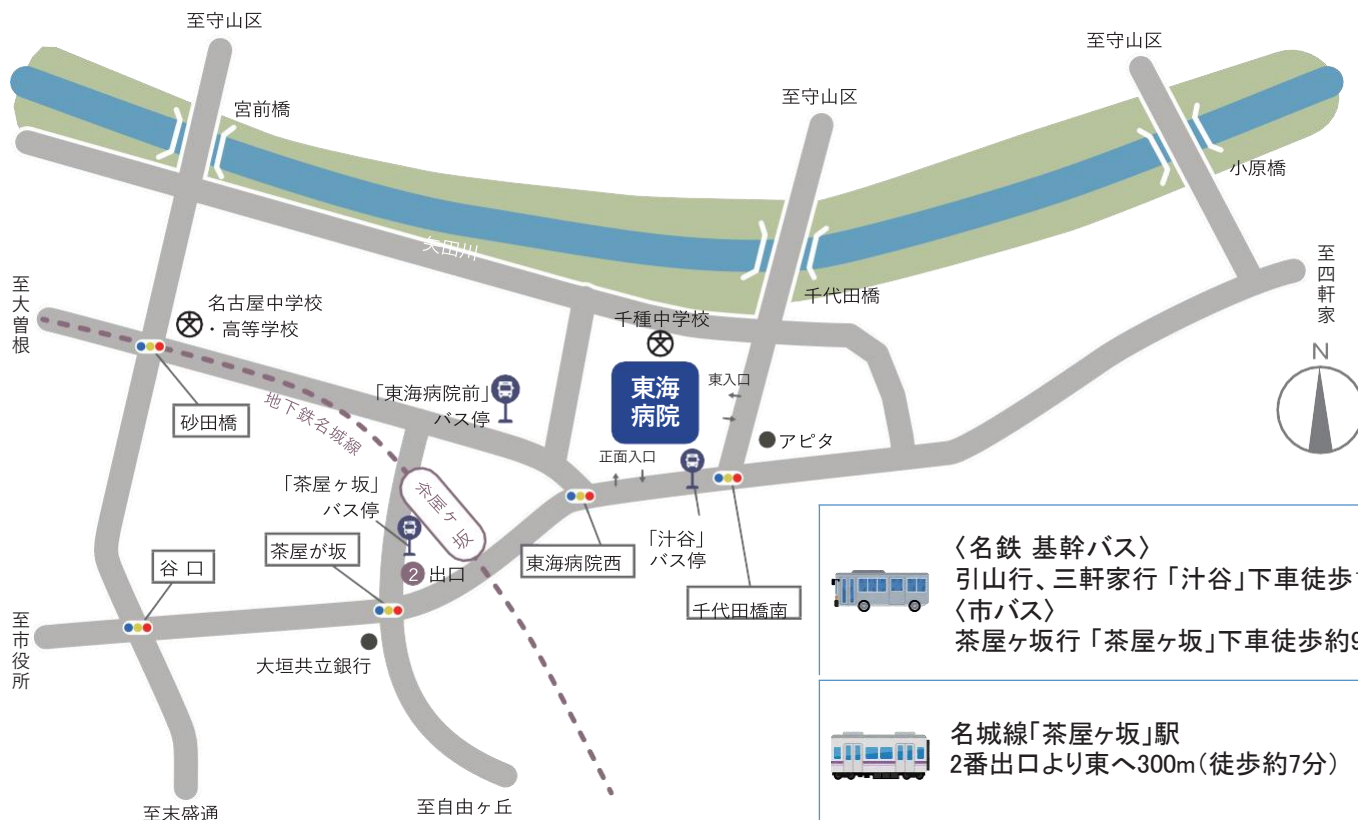 至守山区
至守山区
至守山区
宮前橋
小原橋
矢田川
至大曽根
至四軒家
千代田橋
名古屋中学校
・高等学校
千種中学校
N
東海
病院
東入口
「東海病院前」
バス停
地下鉄名城線
砂田橋
アピタ
正面入口
「茶屋ヶ坂」
バス停
茶屋ヶ坂
「汁谷」
バス停
茶屋が坂
東海病院西
谷口
2 出口
千代田橋南
至市役所
大垣共立銀行
至末盛通
至自由ヶ丘
〈名鉄 基幹バス〉
引山行、三軒家行「汁谷」下車徒歩
〈市バス〉
茶屋ヶ坂行「茶屋ヶ坂」下車徒歩約9
名城線「茶屋ヶ坂」駅
2番出口より東へ300m(徒歩約7分)